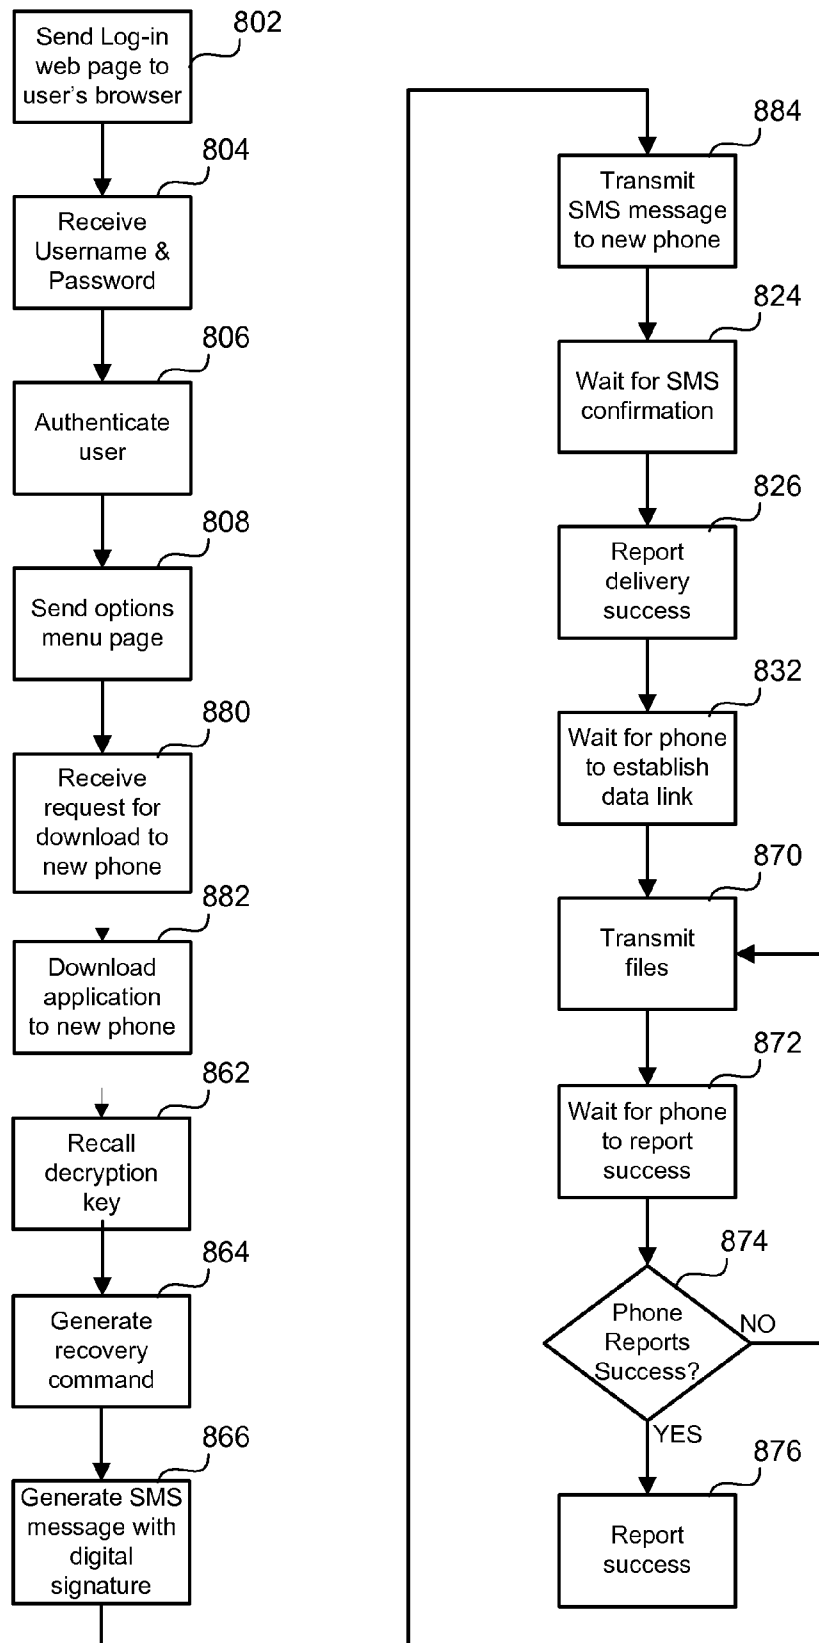 802
Send Log-in
web page to
user's browser
804
Receive
Username &
Password
806
Authenticate
user
808
Send options
menu page
880
Receive
request for
download to
new phone
882
Download
application
to new phone
862
Recall
decryption
key
864
Generate
recovery
command
866
Generate SMS
message with
digital
signature
884
Transmit
SMS message
to new phone
824
Wait for SMS
confirmation
826
Report
delivery
success
832
Wait for phone
to establish
data link
870
Transmit
files
872
Wait for phone
to report
success
874
Phone
Reports
Success?
NO
YES
876
Report
success